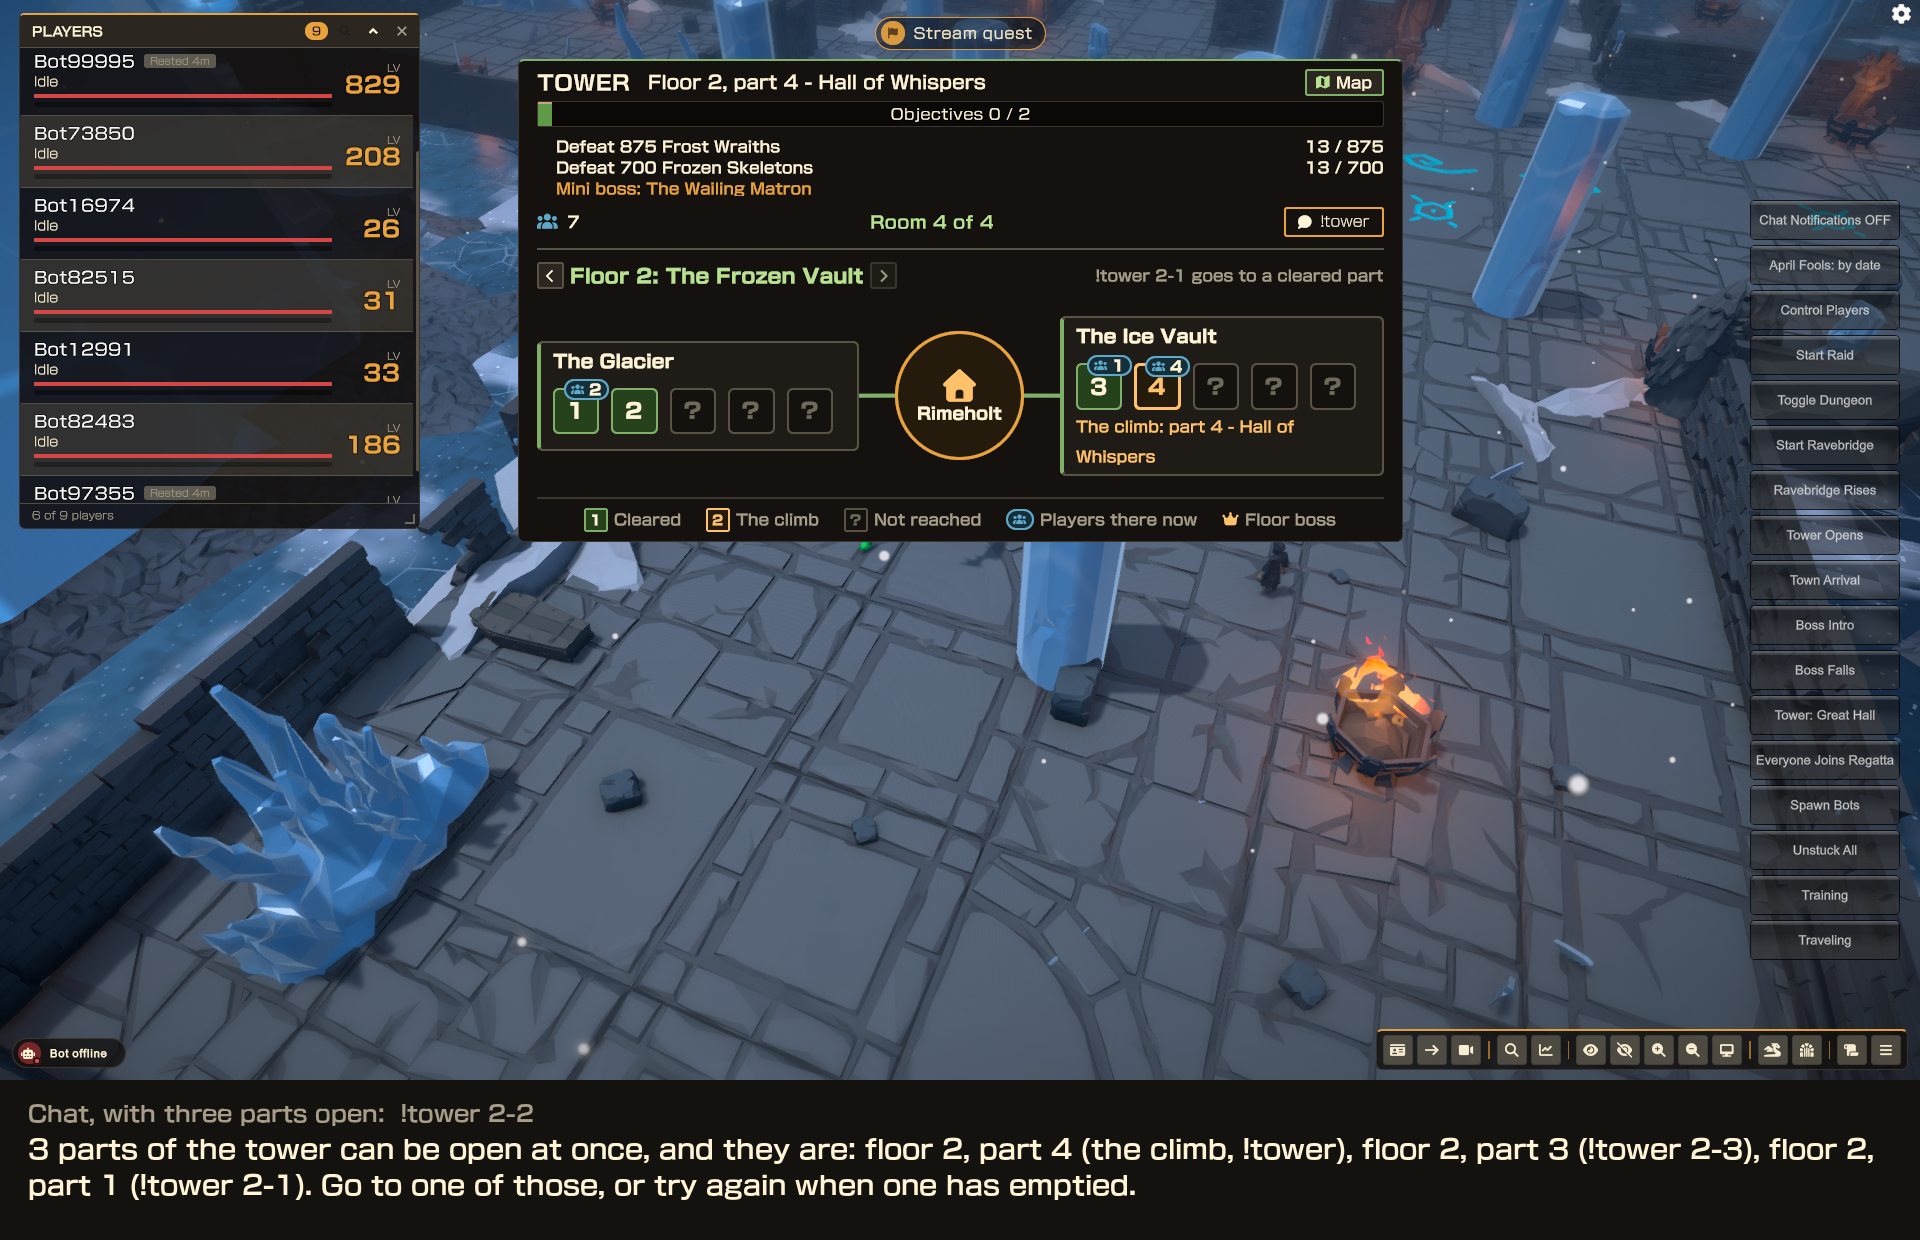 PLAYERS
9
Bot99995 Rested 4m
Idle
LV
829
Bot73850
Idle
LV
208
Bot16974
Idle
LV
26
Bot82515
Idle
LV
31
Bot12991
Idle
LV
33
Bot82483
Idle
LV
186
Bot97355 Rested 4m
LV
6 of 9 players
Stream quest
TOWER Floor 2, part 4 - Hall of Whispers
Map
Objectives 0 / 2
Defeat 875 Frost Wraiths 13 / 875
Defeat 700 Frozen Skeletons 13 / 700
Mini boss: The Wailing Matron
7 Room 4 of 4 !tower
Floor 2: The Frozen Vault !tower 2-1 goes to a cleared part
The Glacier
2
1 2 ? ? ?
Rimeholt
The Ice Vault
1 4
3 4 ? ? ?
The climb: part 4 - Hall of
Whispers
1 Cleared 2 The climb ? Not reached Players there now Floor boss
Chat Notifications OFF
April Fools: by date
Control Players
Start Raid
Toggle Dungeon
Start Ravebridge
Ravebridge Rises
Tower Opens
Town Arrival
Boss Intro
Boss Falls
Tower: Great Hall
Everyone Joins Regatta
Spawn Bots
Unstuck All
Training
Traveling
Bot offline
Chat, with three parts open: !tower 2-2
3 parts of the tower can be open at once, and they are: floor 2, part 4 (the climb, !tower), floor 2, part 3 (!tower 2-3), floor 2,
part 1 (!tower 2-1). Go to one of those, or try again when one has emptied.